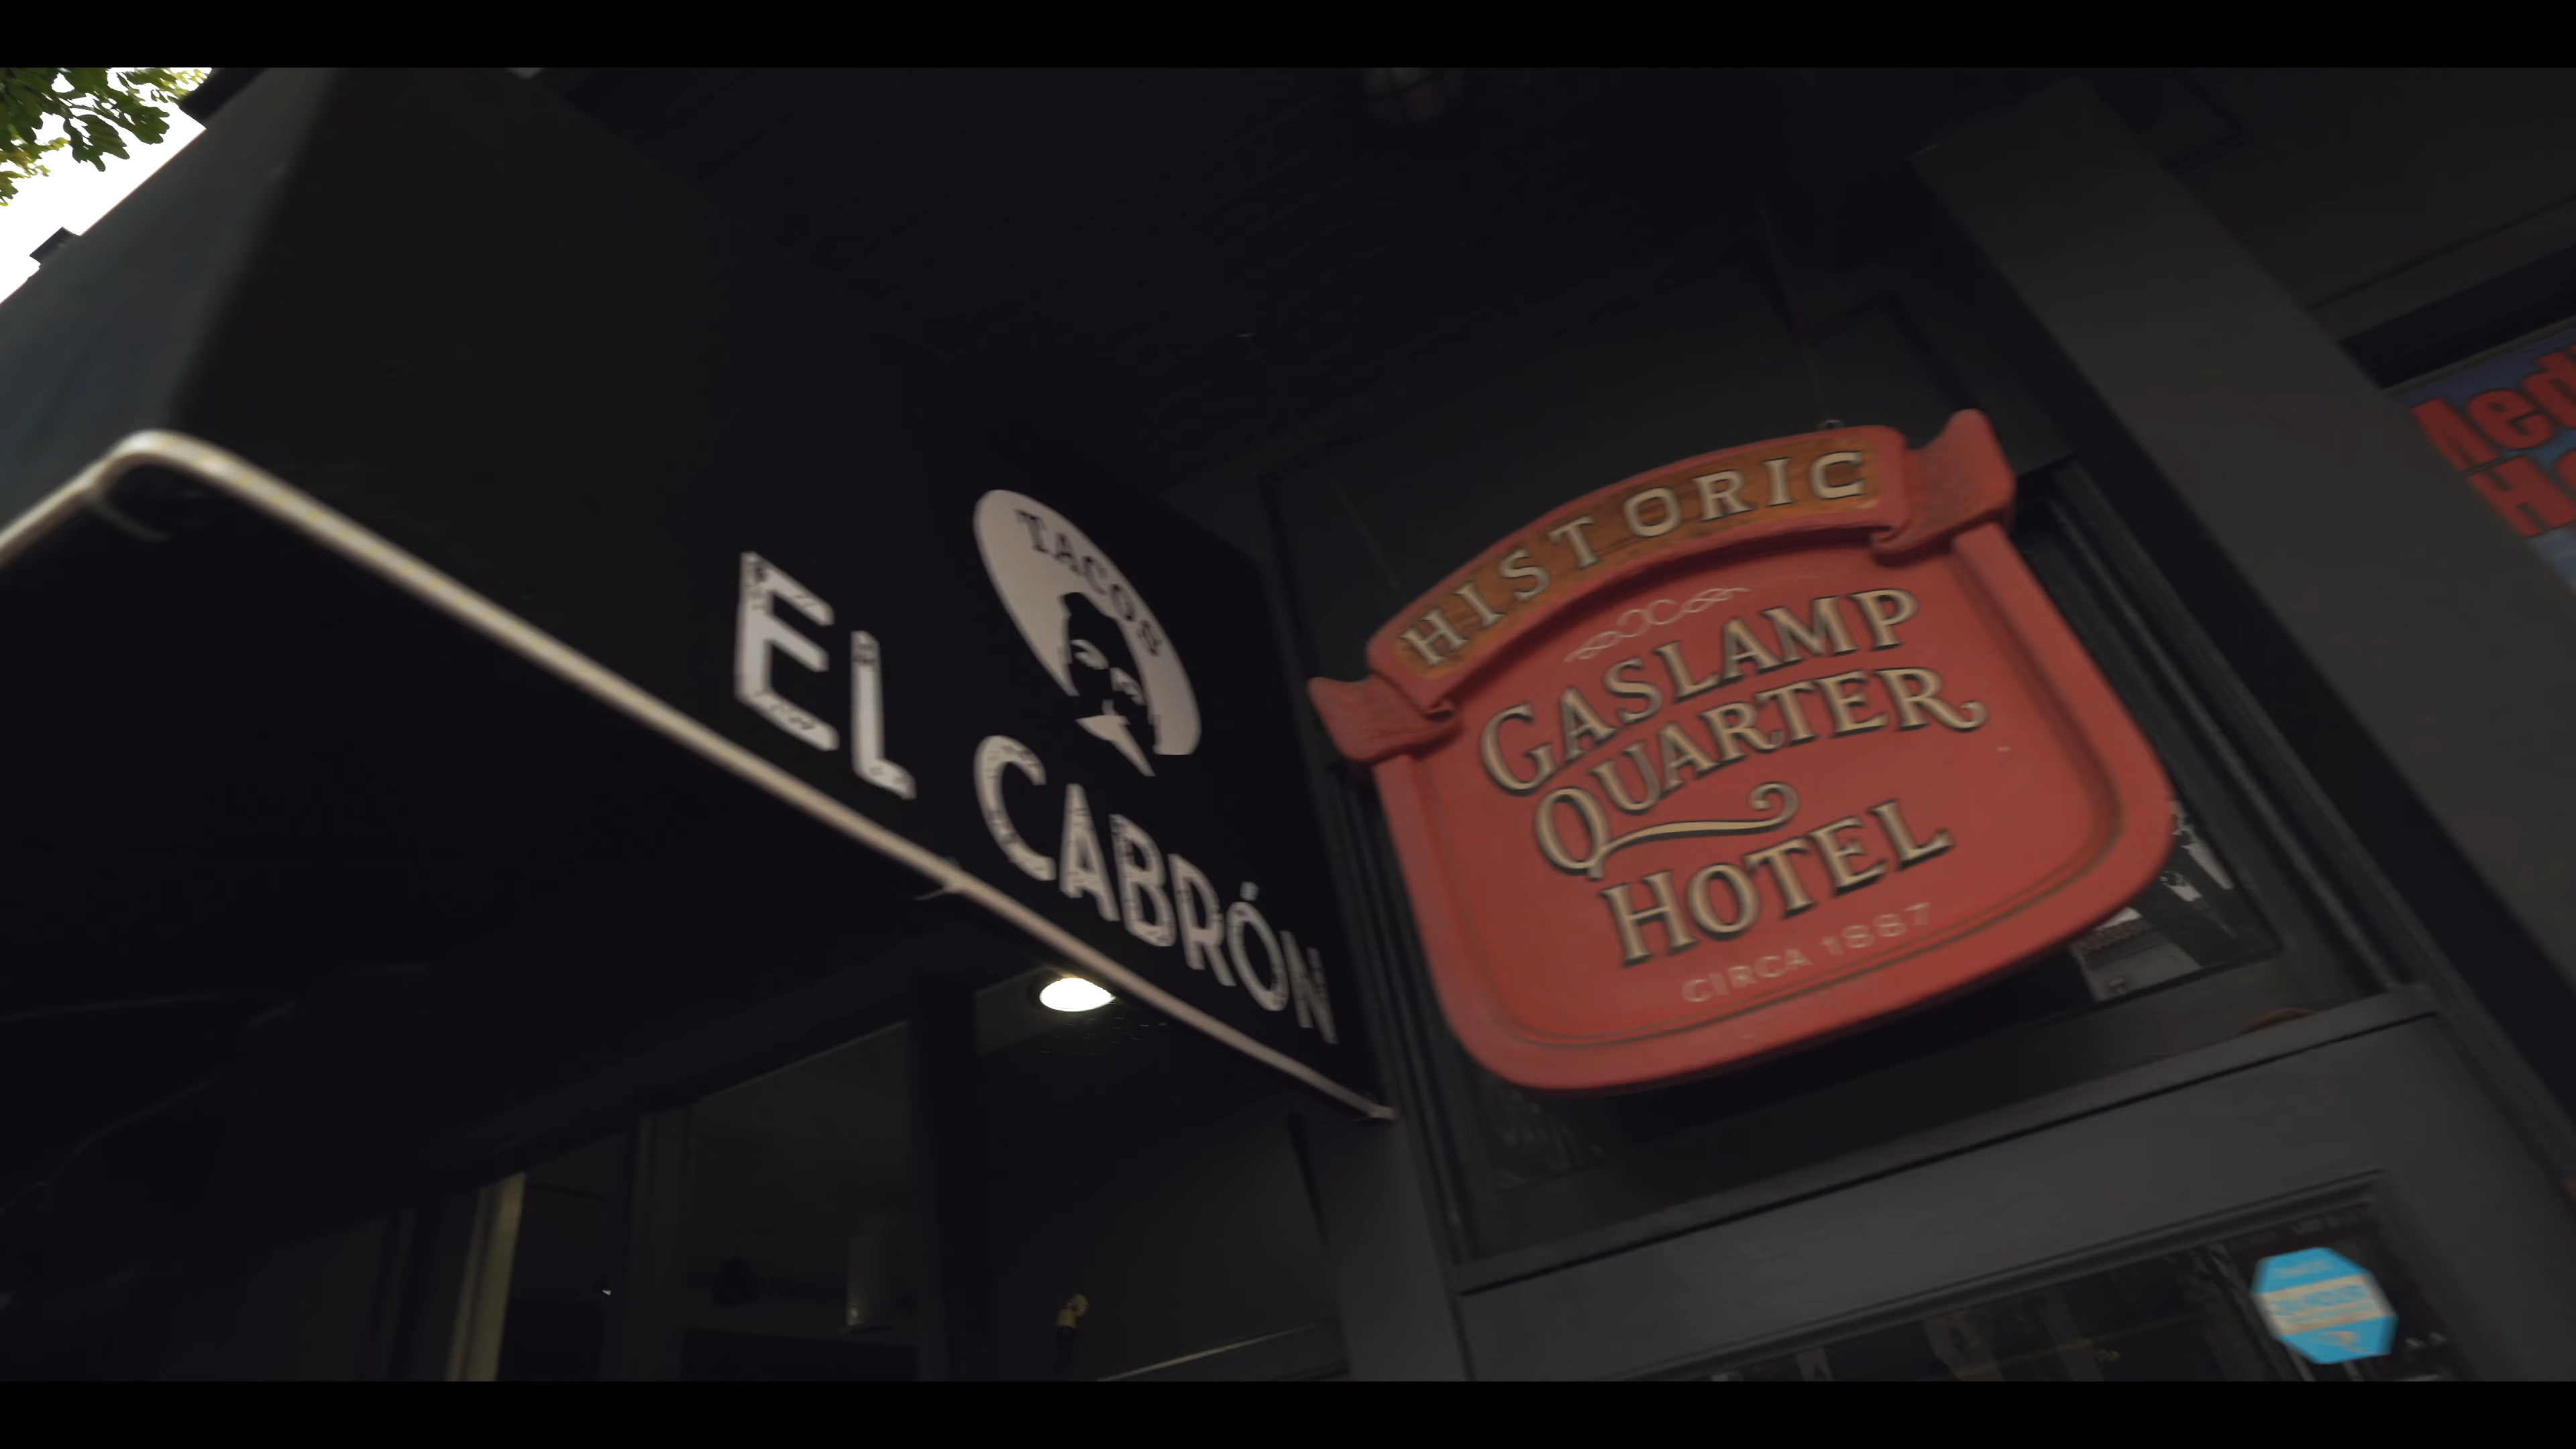 TACOS
EL CABRÓN
HISTORIC
GASLAMP
QUARTER
HOTEL
CIRCA 1887